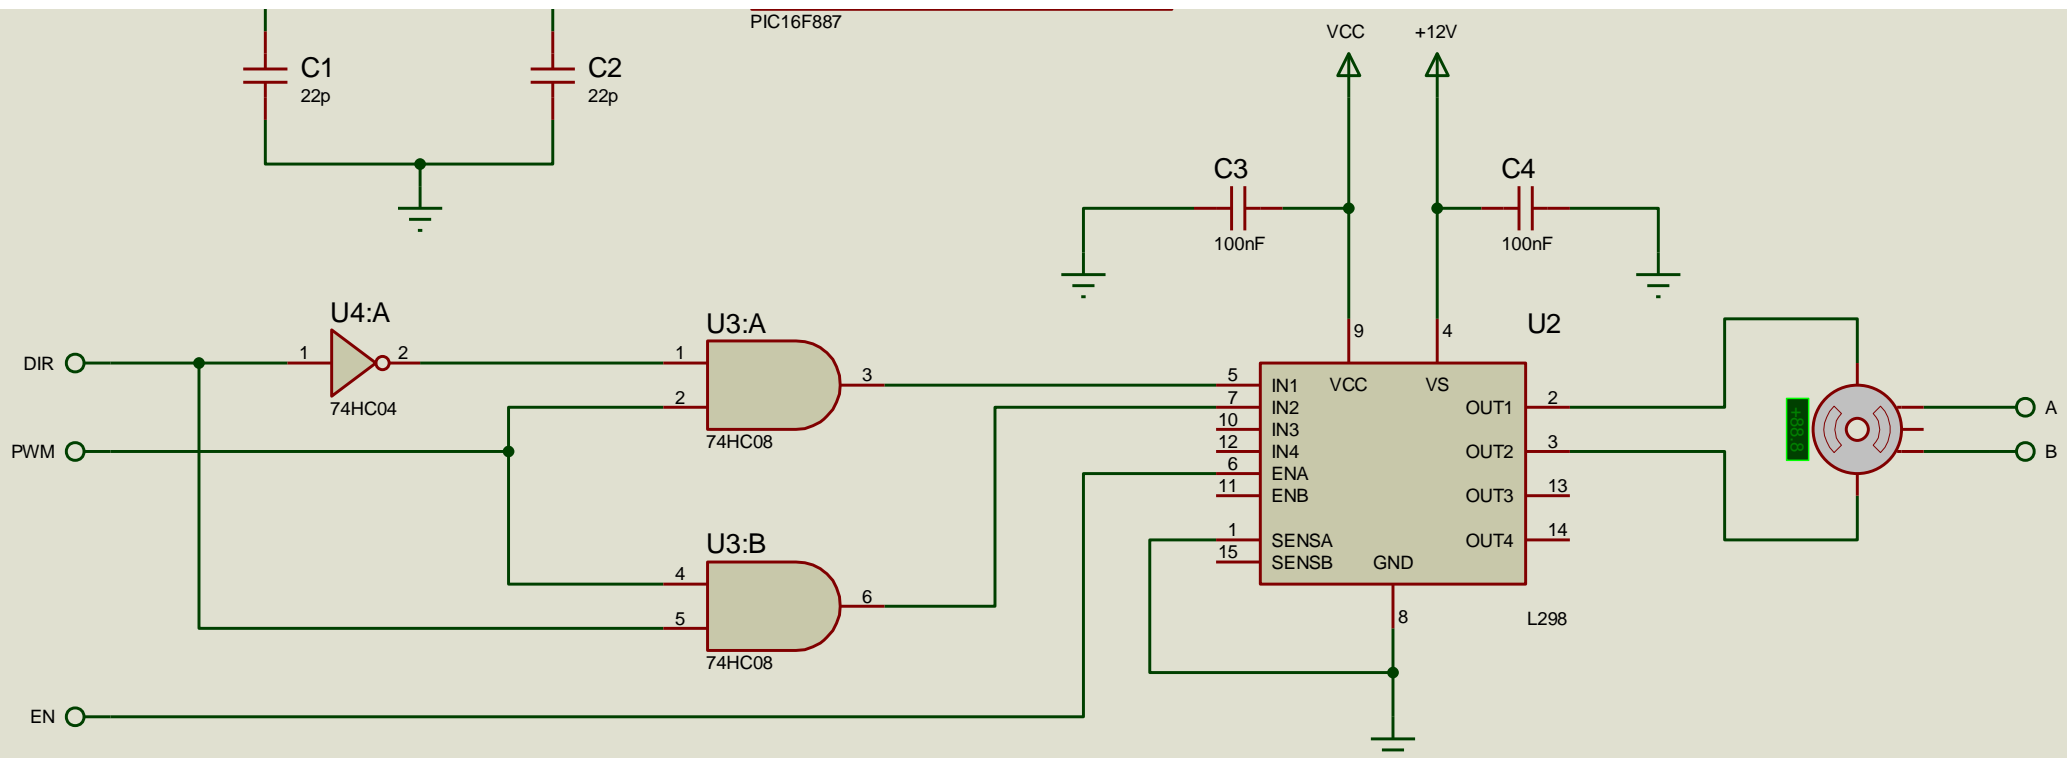 PIC16F887
VCC
+12V
C1
22p
C2
22p
C3
100nF
C4
100nF
U4:A
1
2
74HC04
U3:A
1
2
3
74HC08
U3:B
4
5
6
74HC08
DIR
PWM
EN
U2
9
4
VCC
VS
5
IN1
7
IN2
10
IN3
12
IN4
6
ENA
11
ENB
1
SENSA
15
SENSB
GND
8
OUT1
2
OUT2
3
OUT3
13
OUT4
14
L298
+88.8
A
B